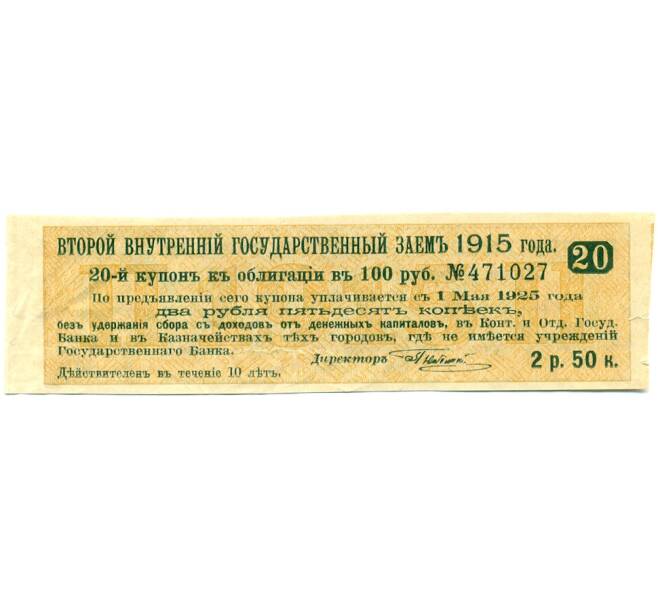 ВТОРОЙ ВНУТРЕННІЙ ГОСУДАРСТВЕННЫЙ ЗАЕМЪ 1915 года. 20
20-й купонъ къ облигаціи въ 100 руб. №471027
По предъявленіи сего купона уплачивается съ 1 Мая 1925 года
два рубля пятьдесятъ копѣекъ,
безъ удержанія сбора съ доходовъ отъ денежныхъ капиталовъ, въ Конт. и Отд. Госуд.
Банка и въ Казначействахъ тѣхъ городовъ, гдѣ не имѣется учрежденій
Государственнаго Банка.
Директоръ
2 р. 50 к.
Дѣйствителенъ въ теченіе 10 лѣтъ.